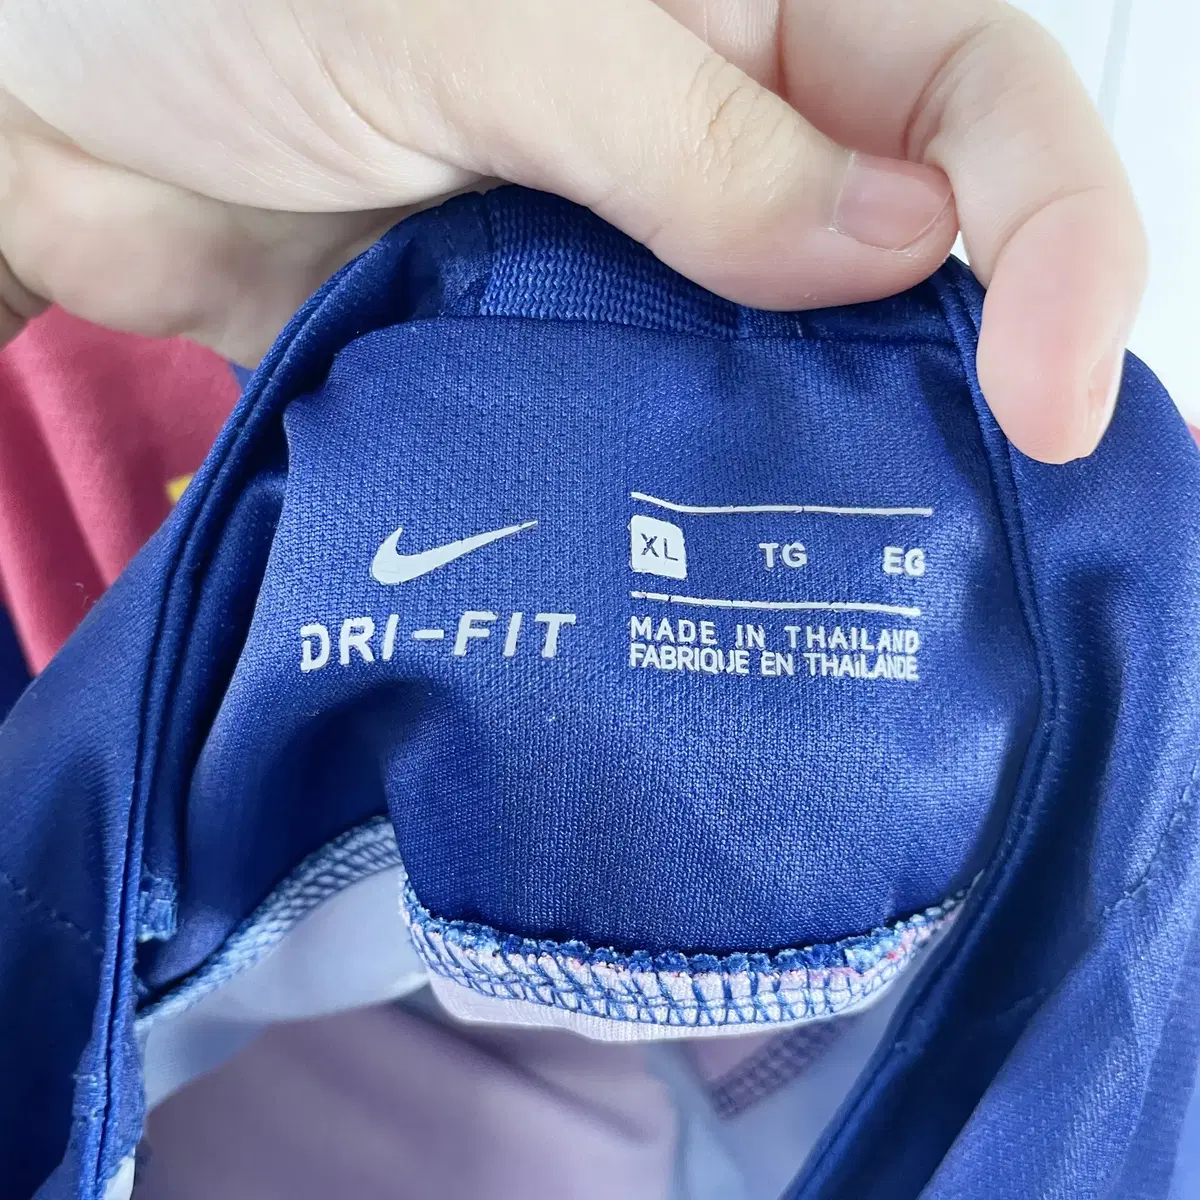 DRI-FIT
XL TG EG
MADE IN THAILAND
FABRIQUE EN THAILANDE